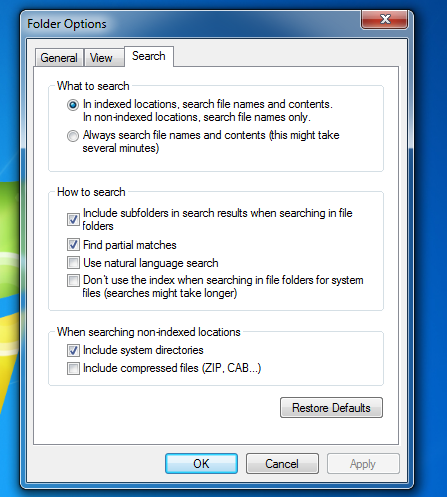 Folder Options
General
View
Search
What to search
In indexed locations, search file names and contents.
In non-indexed locations, search file names only.
Always search file names and contents (this might take
several minutes)
How to search
Include subfolders in search results when searching in file
folders
Find partial matches
Use natural language search
Don't use the index when searching in file folders for system
files (searches might take longer)
When searching non-indexed locations
Include system directories
Include compressed files (ZIP, CAB...)
Restore Defaults
OK
Cancel
Apply